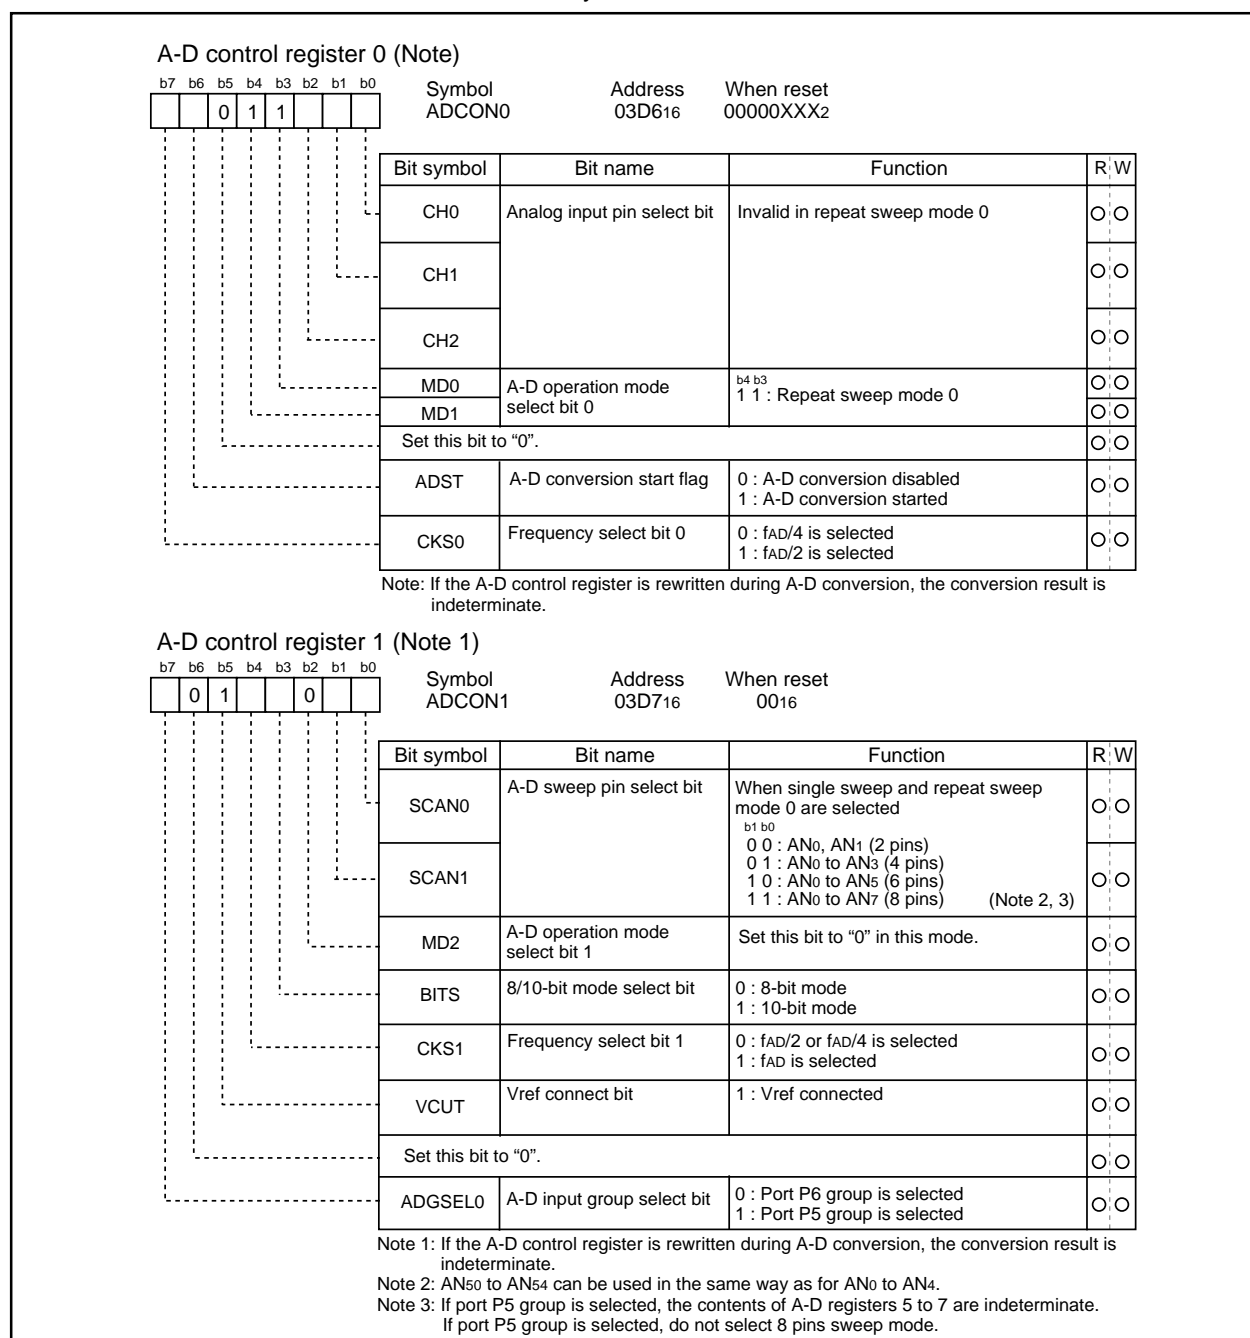 A-D control register 0 (Note)
b7 b6 b5 b4 b3 b2 b1 b0
0 1 1
Symbol Address When reset
ADCON0 03D616 00000XXX2
Bit symbol Bit name Function R W
CH0 Analog input pin select bit Invalid in repeat sweep mode 0
CH1
CH2
MD0 A-D operation mode select bit 0 b4 b3
1 1 : Repeat sweep mode 0
MD1
Set this bit to “0”.
ADST A-D conversion start flag 0 : A-D conversion disabled
1 : A-D conversion started
CKS0 Frequency select bit 0 0 : fAD/4 is selected
1 : fAD/2 is selected
Note: If the A-D control register is rewritten during A-D conversion, the conversion result is
indeterminate.
A-D control register 1 (Note 1)
b7 b6 b5 b4 b3 b2 b1 b0
0 1 0
Symbol Address When reset
ADCON1 03D716 0016
Bit symbol Bit name Function R W
SCAN0 A-D sweep pin select bit When single sweep and repeat sweep
mode 0 are selected
b1 b0
0 0 : AN0, AN1 (2 pins)
0 1 : AN0 to AN3 (4 pins)
SCAN1 1 0 : AN0 to AN5 (6 pins)
1 1 : AN0 to AN7 (8 pins) (Note 2, 3)
MD2 A-D operation mode
select bit 1 Set this bit to “0” in this mode.
BITS 8/10-bit mode select bit 0 : 8-bit mode
1 : 10-bit mode
CKS1 Frequency select bit 1 0 : fAD/2 or fAD/4 is selected
1 : fAD is selected
VCUT Vref connect bit 1 : Vref connected
Set this bit to “0”.
ADGSEL0 A-D input group select bit 0 : Port P6 group is selected
1 : Port P5 group is selected
Note 1: If the A-D control register is rewritten during A-D conversion, the conversion result is
indeterminate.
Note 2: AN50 to AN54 can be used in the same way as for AN0 to AN4.
Note 3: If port P5 group is selected, the contents of A-D registers 5 to 7 are indeterminate.
If port P5 group is selected, do not select 8 pins sweep mode.